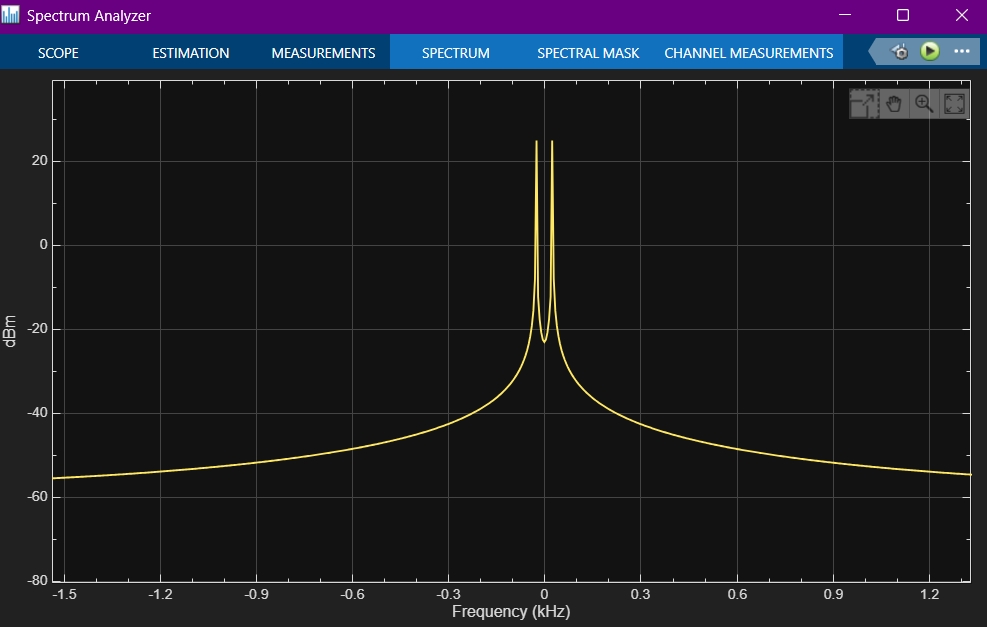 Spectrum Analyzer
SCOPE ESTIMATION MEASUREMENTS SPECTRUM SPECTRAL MASK CHANNEL MEASUREMENTS
20
0
-20
-40
-60
-80
dBm
-1.5 -1.2 -0.9 -0.6 -0.3 0 0.3 0.6 0.9 1.2
Frequency (kHz)